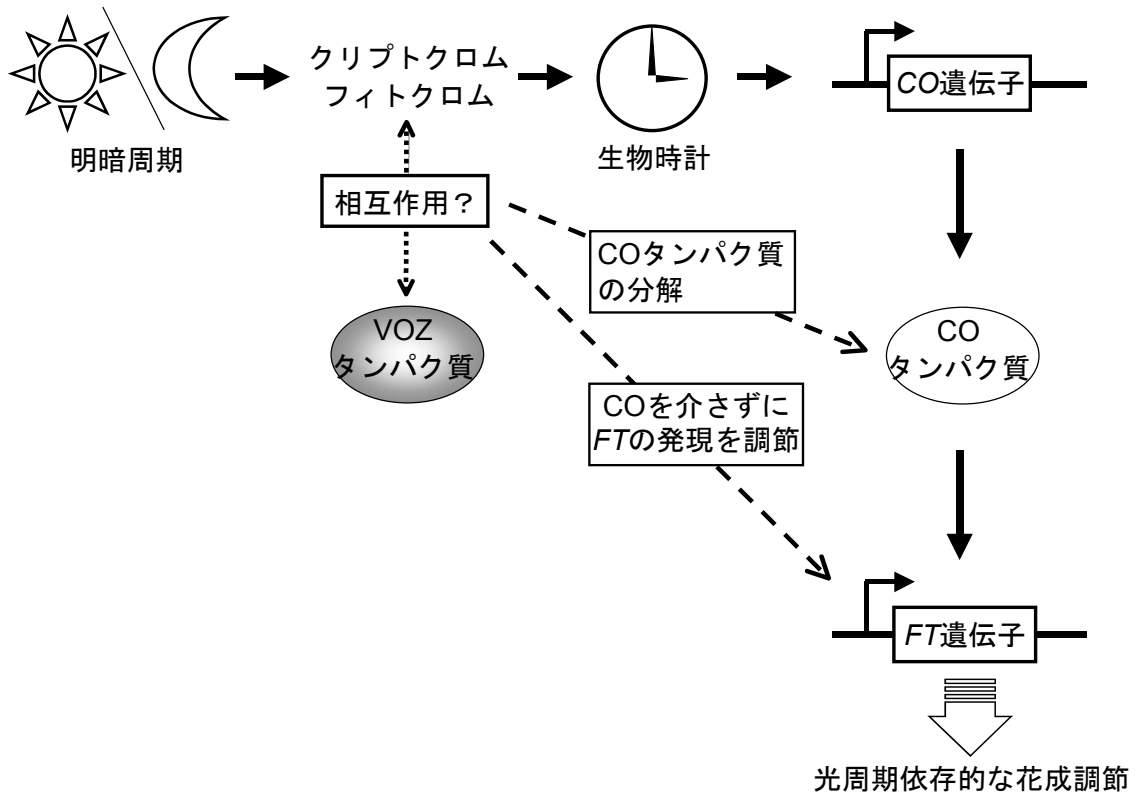 クリプトクロム
フィトクロム
CO遺伝子
明暗周期
生物時計
相互作用？
COタンパク質
の分解
VOZ
タンパク質
CO
タンパク質
COを介さずに
FTの発現を調節
FT遺伝子
光周期依存的な花成調節